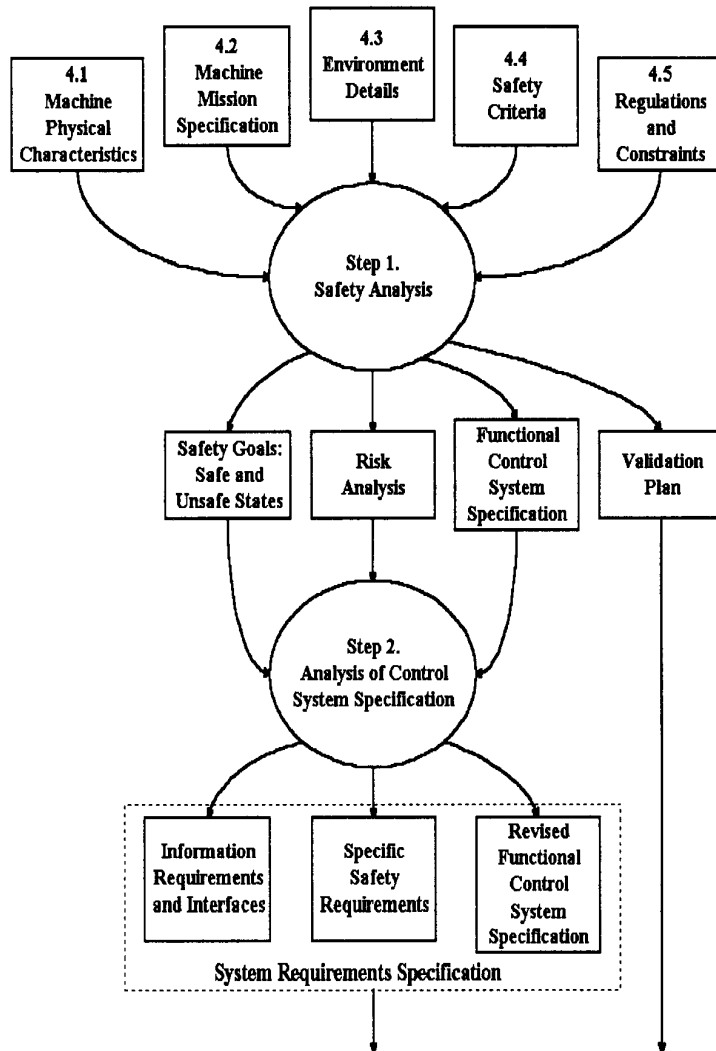 4.1
Machine
Physical
Characteristics
4.2
Machine
Mission
Specification
4.3
Environment
Details
4.4
Safety
Criteria
4.5
Regulations
and
Constraints
Step 1.
Safety Analysis
Safety Goals:
Safe and
Unsafe States
Risk
Analysis
Functional
Control
System
Specification
Validation
Plan
Step 2.
Analysis of Control
System Specification
Information
Requirements
and Interfaces
Specific
Safety
Requirements
Revised
Functional
Control
System
Specification
System Requirements Specification